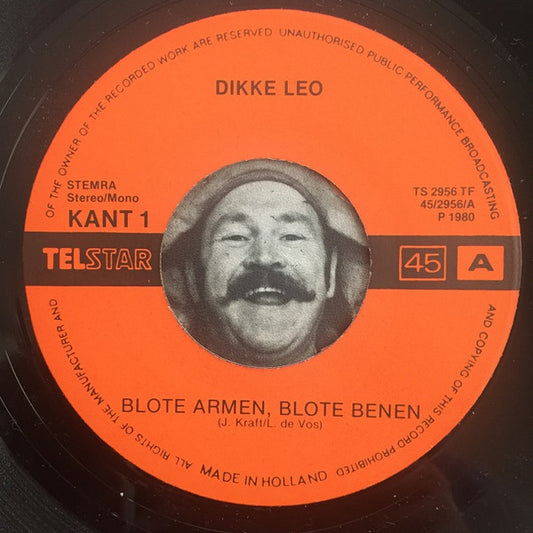 OF THE OWNER OF THE RECORDED WORK ARE RESERVED UNAUTHORISED PUBLIC PERFORMANCE BROADCASTING
DIKKE LEO
STEMRA
Stereo/Mono
KANT 1
TS 2956 TF
45/2956/A
P 1980
TELSTAR
45
A
BLOTE ARMEN, BLOTE BENEN
(J. Kraft/L. de Vos)
AND COPYING OF THIS RECORD PROHIBITED
ALL RIGHTS OF THE MANUFACTURER AND
MADE IN HOLLAND